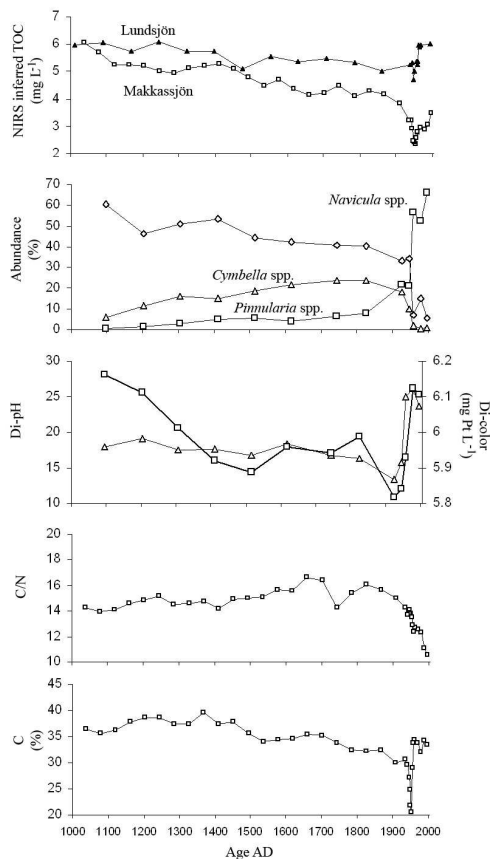 NIRS inferred TOC
(mg L-1)
7
6
5
4
3
2
Lundsjön
Makkassjön
Abundance
(%)
70
60
50
40
30
20
10
0
Navicula spp.
Cymbella spp.
Pinnularia spp.
Di-pH
30
25
20
15
10
6.2
6.1
6
5.9
5.8
Di-color
(mg Pt L-1)
C/N
18
16
14
12
10
C
(%)
45
40
35
30
25
20
1000 1100 1200 1300 1400 1500 1600 1700 1800 1900 2000
Age AD